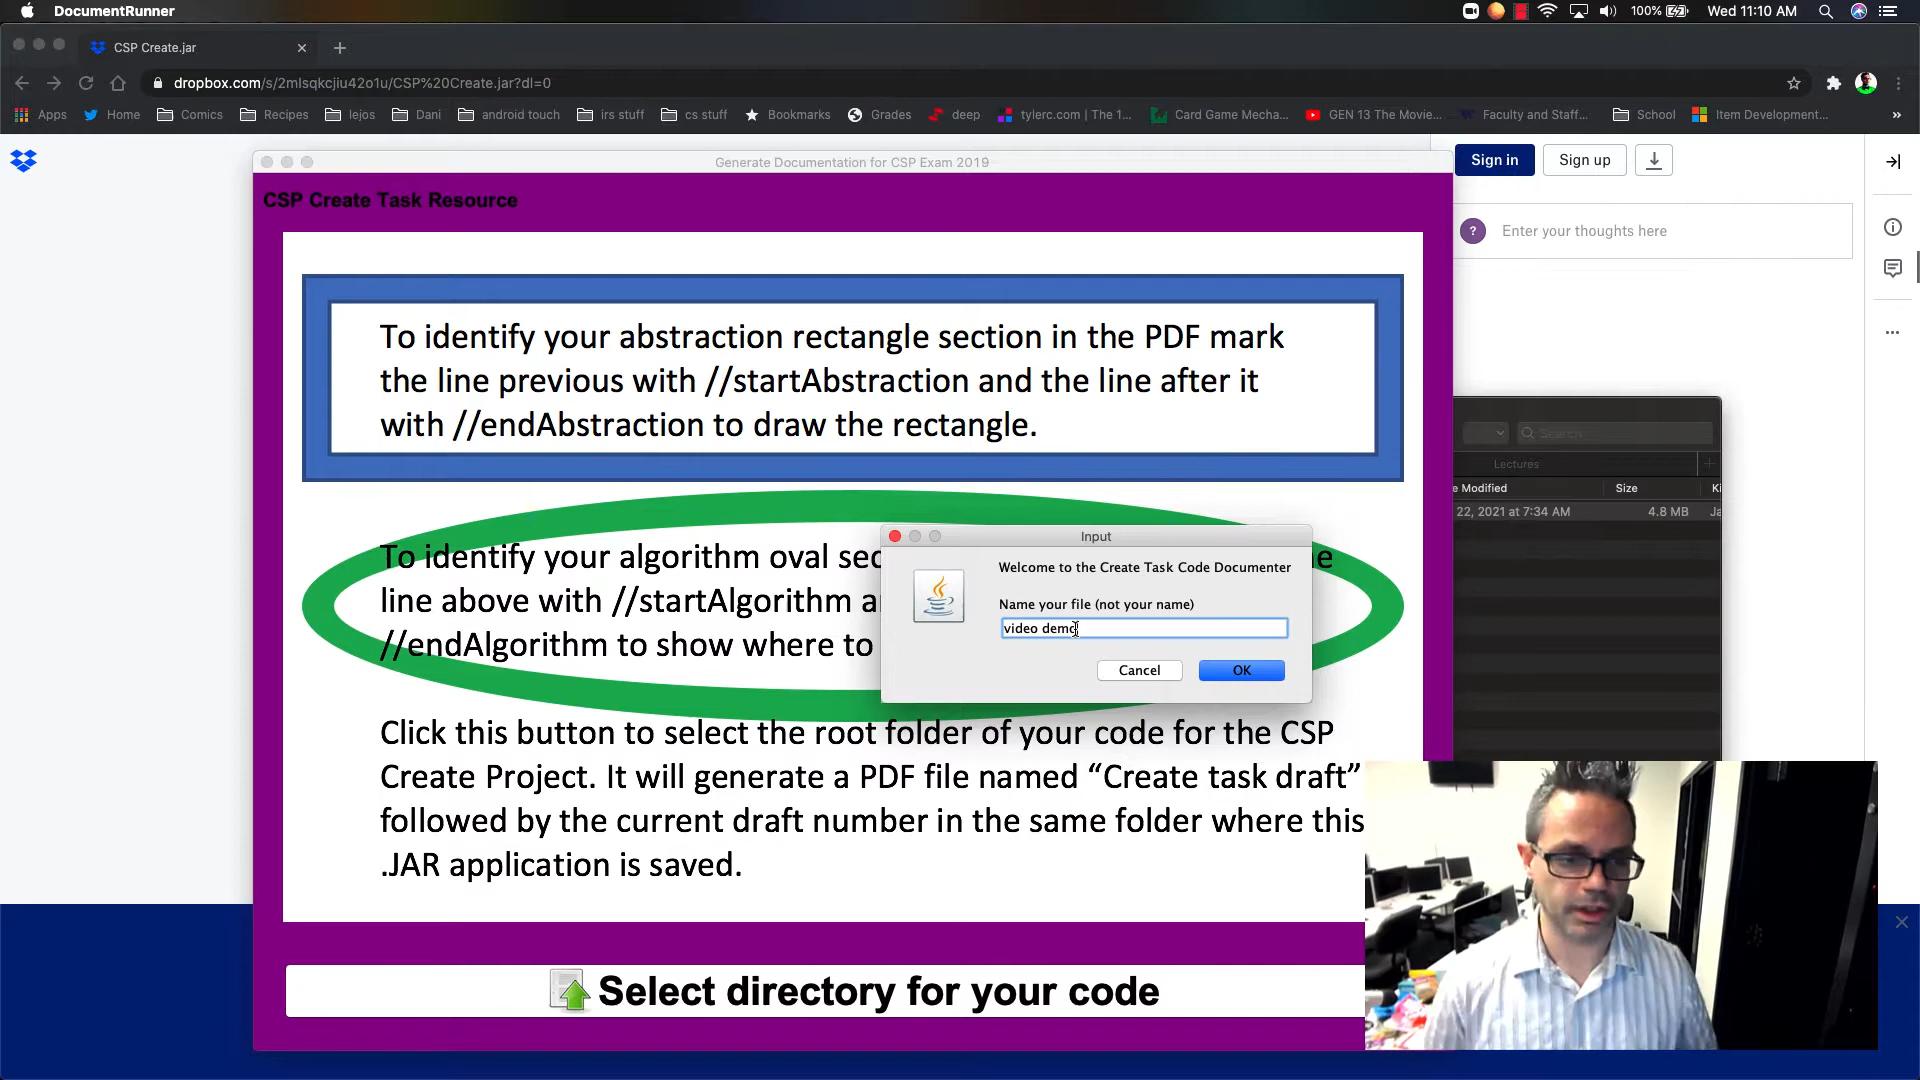 DocumentRunner
100%
Wed 11:10 AM
CSP Create.jar
dropbox.com/s/2mlsqkcjiu42o1u/CSP%20Create.jar?dl=0
Apps
Home
Comics
Recipes
lejos
Dani
android touch
irs stuff
cs stuff
Bookmarks
Grades
deep
tylerc.com | The 1...
Card Game Mecha...
GEN 13 The Movie...
Faculty and Staff...
School
Item Development...
Generate Documentation for CSP Exam 2019
Sign in
Sign up
CSP Create Task Resource
Enter your thoughts here
To identify your abstraction rectangle section in the PDF mark
the line previous with //startAbstraction and the line after it
with //endAbstraction to draw the rectangle.
Search
Lectures
e Modified
Size
Ki
22, 2021 at 7:34 AM
4.8 MB
Ja
To identify your algorithm oval sec
line above with //startAlgorithm a
//endAlgorithm to show where to
Input
Welcome to the Create Task Code Documenter
Name your file (not your name)
video demo
Cancel
OK
Click this button to select the root folder of your code for the CSP
Create Project. It will generate a PDF file named “Create task draft”
followed by the current draft number in the same folder where this
.JAR application is saved.
Select directory for your code